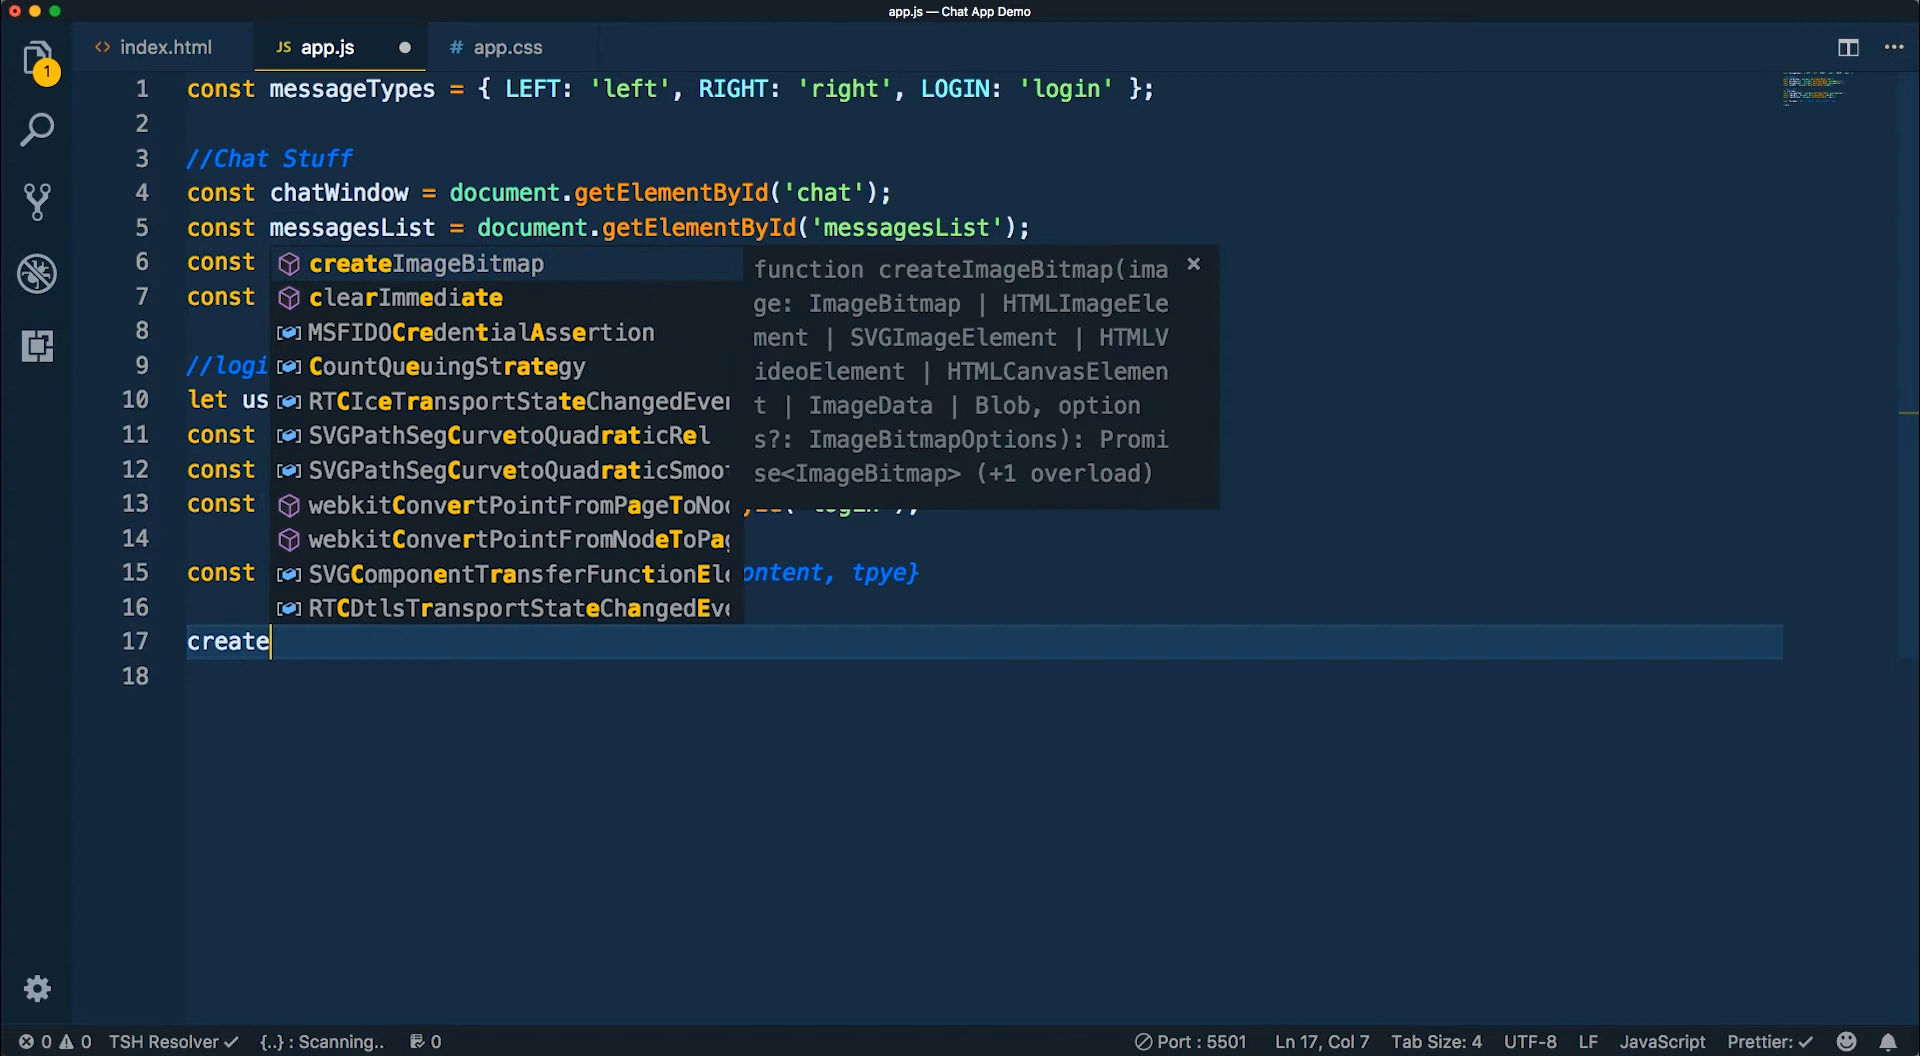 app.js — Chat App Demo
<> index.html
JS app.js
# app.css
1
1 const messageTypes = { LEFT: 'left', RIGHT: 'right', LOGIN: 'login' };
2
3 //Chat Stuff
4 const chatWindow = document.getElementById('chat');
5 const messagesList = document.getElementById('messagesList');
6 const
7 const
8
9 //logi
10 let us
11 const
12 const
13 const
14
15 const ontent, tpye}
16
17 create
18
createImageBitmap
clearImmediate
MSFIDOCredentialAssertion
CountQueuingStrategy
RTCIceTransportStateChangedEve
SVGPathSegCurvetoQuadraticRel
SVGPathSegCurvetoQuadraticSmoo
webkitConvertPointFromPageToNo
webkitConvertPointFromNodeToPa
SVGComponentTransferFunctionEl
RTCDtlsTransportStateChangedEv
function createImageBitmap(ima
ge: ImageBitmap | HTMLImageEle
ment | SVGImageElement | HTMLV
ideoElement | HTMLCanvasElemen
t | ImageData | Blob, option
s?: ImageBitmapOptions): Promi
se<ImageBitmap> (+1 overload)
0 0 TSH Resolver ✓ {..} : Scanning.. 0 Port : 5501 Ln 17, Col 7 Tab Size: 4 UTF-8 LF JavaScript Prettier: ✓